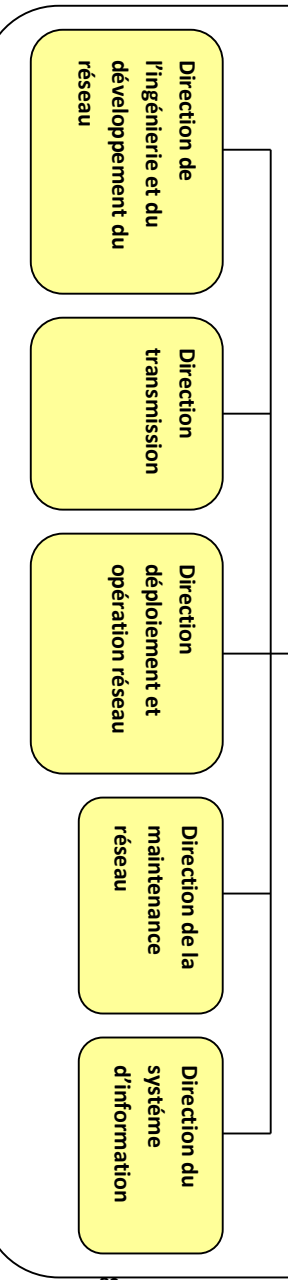 Direction de
l'ingénierie et du
développement du
réseau
Direction
transmission
Direction
déploiement et
opération réseau
Direction de la
maintenance
réseau
Direction du
systéme
d'information